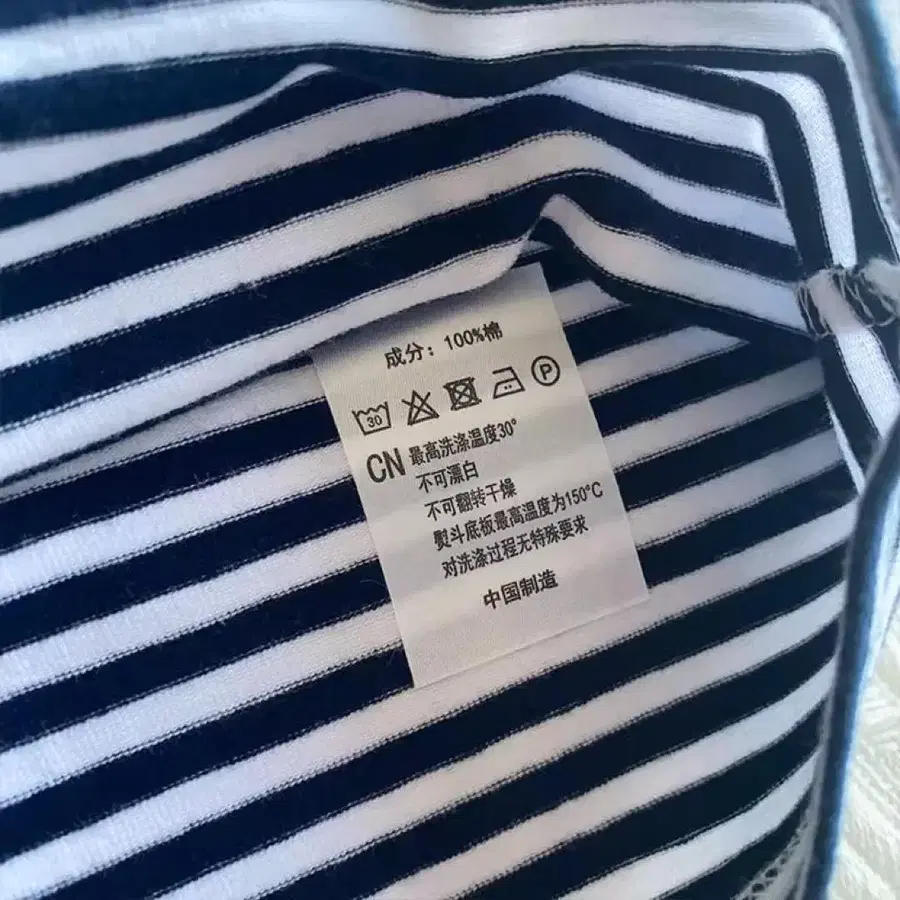 成分：100%棉
30 P
CN 最高洗涤温度30°
不可漂白
不可翻转干燥
熨斗底板最高温度为150℃
对洗涤过程无特殊要求
中国制造